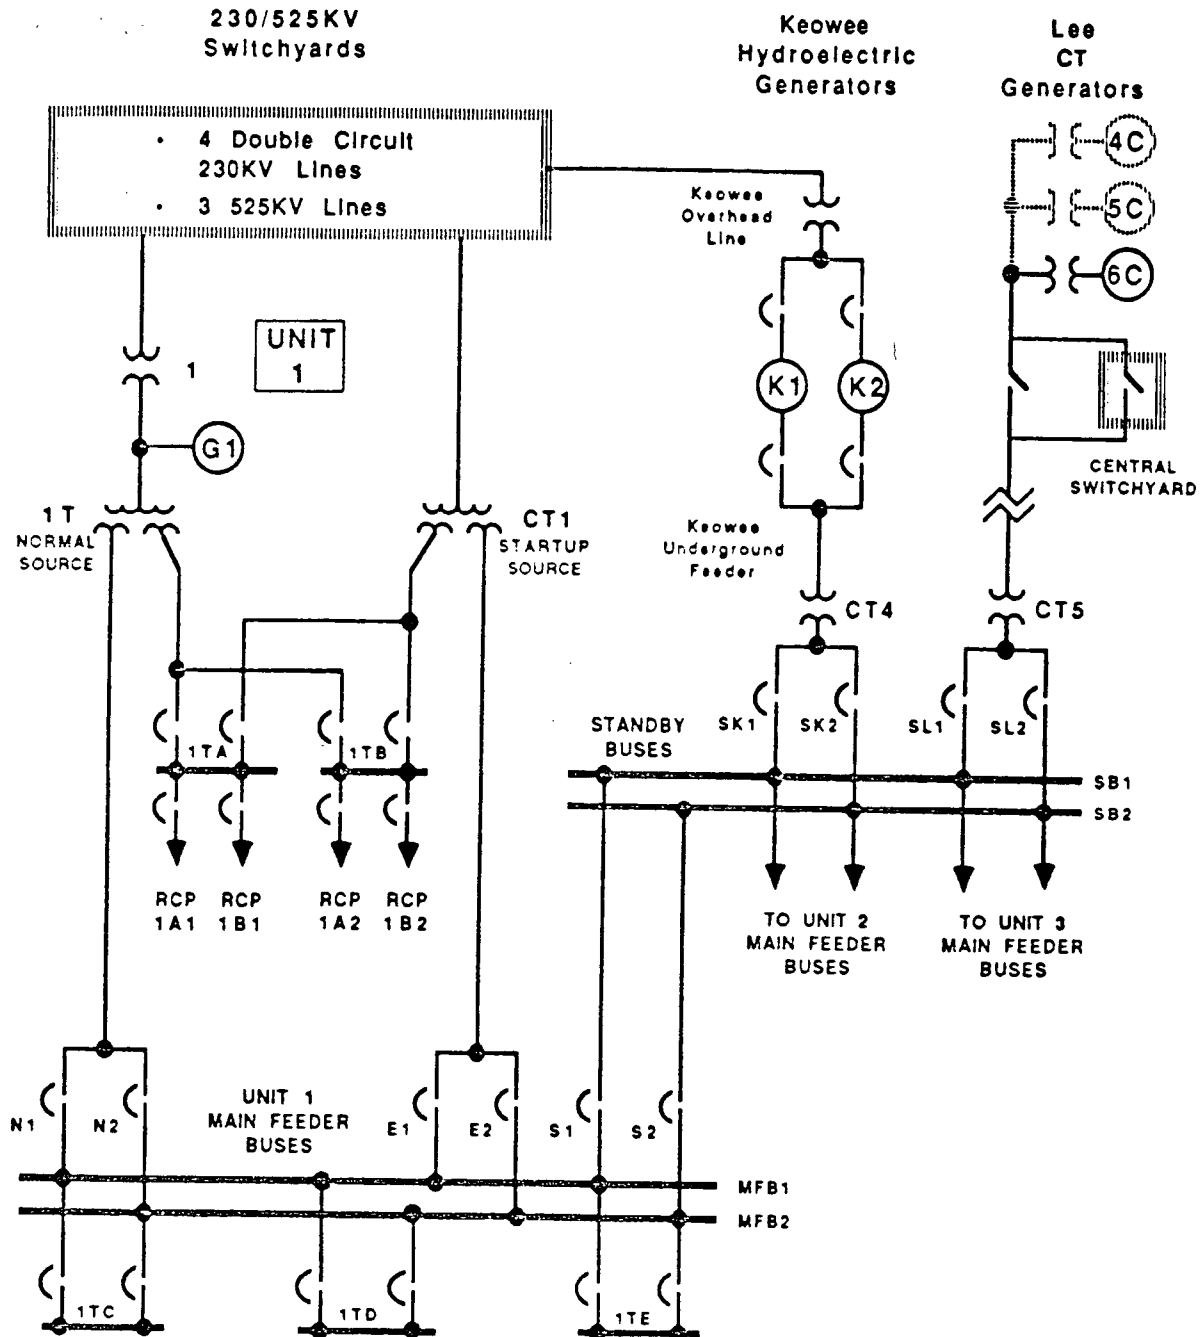 230/525KV
Switchyards
Keowee
Hydroelectric
Generators
Lee
CT
Generators
• 4 Double Circuit
230KV Lines
• 3 525KV Lines
Keowee
Overhead
Line
4C
5C
6C
UNIT
1
1
G1
K1
K2
CENTRAL
SWITCHYARD
1T
NORMAL
SOURCE
CT1
STARTUP
SOURCE
Keowee
Underground
Feeder
CT4
CT5
1TA
1TB
STANDBY
BUSES
SK1
SK2
SL1
SL2
SB1
SB2
RCP
1A1
RCP
1B1
RCP
1A2
RCP
1B2
TO UNIT 2
MAIN FEEDER
BUSES
TO UNIT 3
MAIN FEEDER
BUSES
N1
N2
UNIT 1
MAIN FEEDER
BUSES
E1
E2
S1
S2
MFB1
MFB2
1TC
1TD
1TE